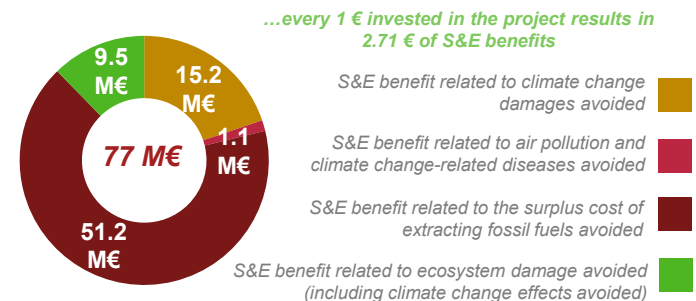 …every 1 € invested in the project results in
2.71 € of S&E benefits
9.5
M€
15.2
M€
1.1
M€
77 M€
51.2
M€
S&E benefit related to climate change
damages avoided
S&E benefit related to air pollution and
climate change-related diseases avoided
S&E benefit related to the surplus cost of
extracting fossil fuels avoided
S&E benefit related to ecosystem damage avoided
(including climate change effects avoided)